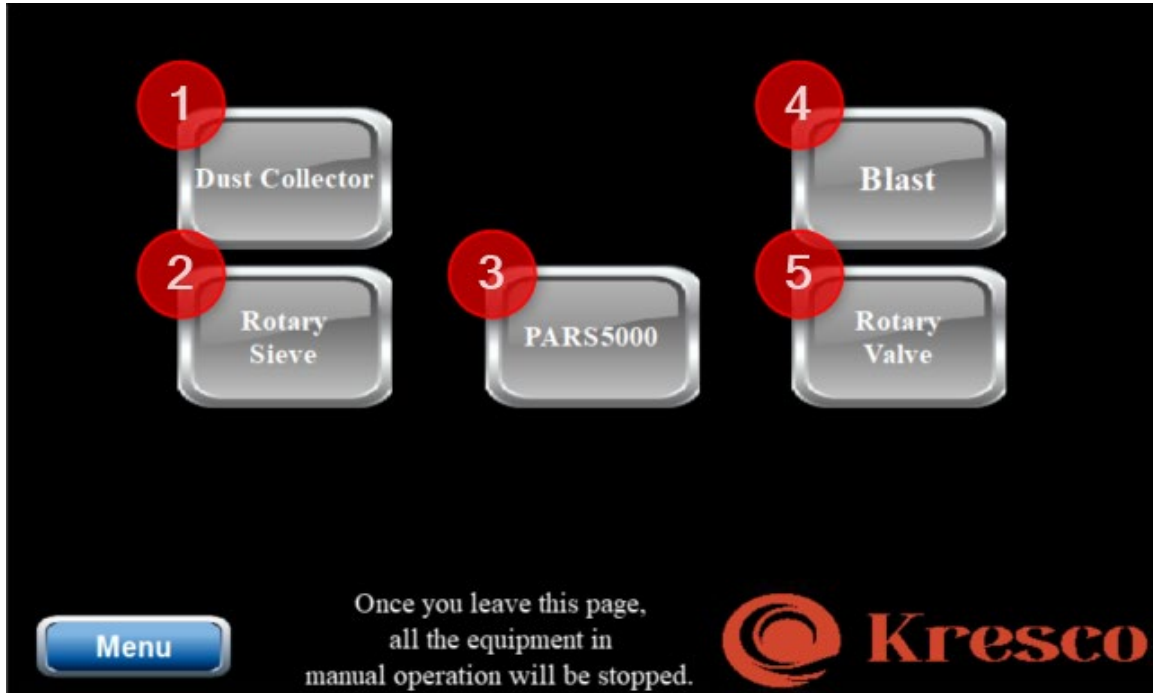 1
Dust Collector
2
Rotary
Sieve
3
PARS5000
4
Blast
5
Rotary
Valve
Menu
Once you leave this page,
all the equipment in
manual operation will be stopped.
Kresco